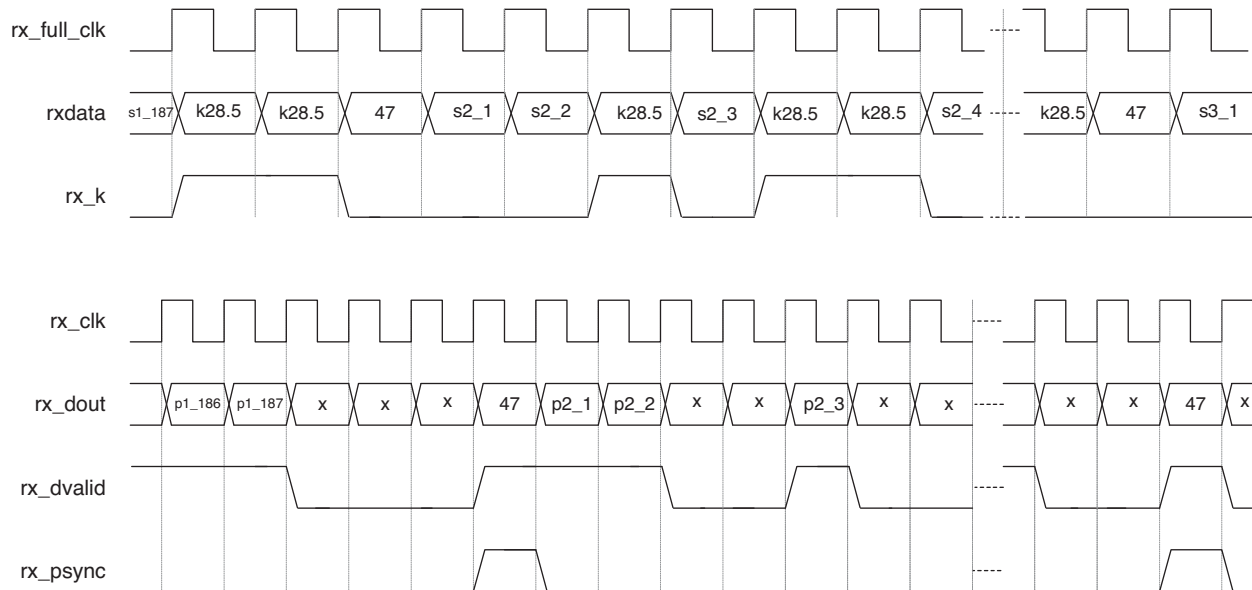 rx_full_clk
rxdata s1_187 k28.5 k28.5 47 s2_1 s2_2 k28.5 s2_3 k28.5 k28.5 s2_4 k28.5 47 s3_1
rx_k
rx_clk
rx_dout p1_186 p1_187 x x x 47 p2_1 p2_2 x x p2_3 x x x x 47 x
rx_dvalid
rx_psync